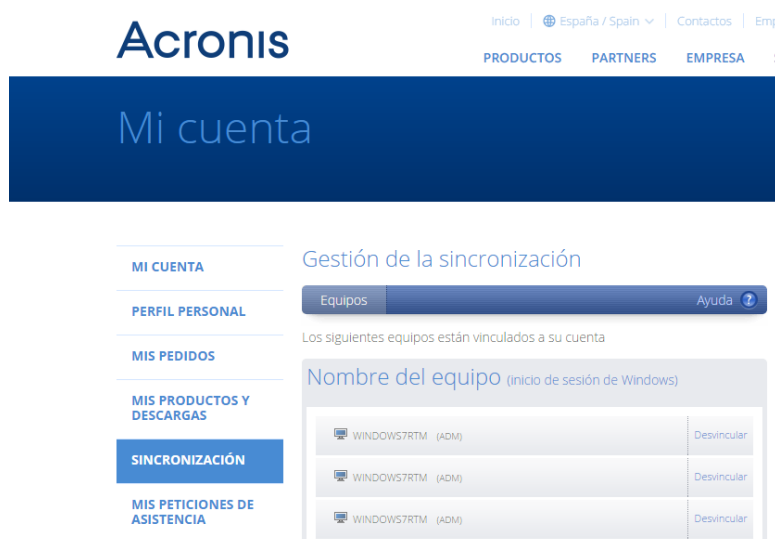 Acronis
Inicio España / Spain Contactos
PRODUCTOS PARTNERS EMPRESA
Mi cuenta
MI CUENTA
PERFIL PERSONAL
MIS PEDIDOS
MIS PRODUCTOS Y
DESCARGAS
SINCRONIZACIÓN
MIS PETICIONES DE
ASISTENCIA
Gestión de la sincronización
Equipos Ayuda ?
Los siguientes equipos están vinculados a su cuenta
Nombre del equipo (inicio de sesión de Windows)
WINDOWS7RTM (ADM) Desvincular
WINDOWS7RTM (ADM) Desvincular
WINDOWS7RTM (ADM) Desvincular